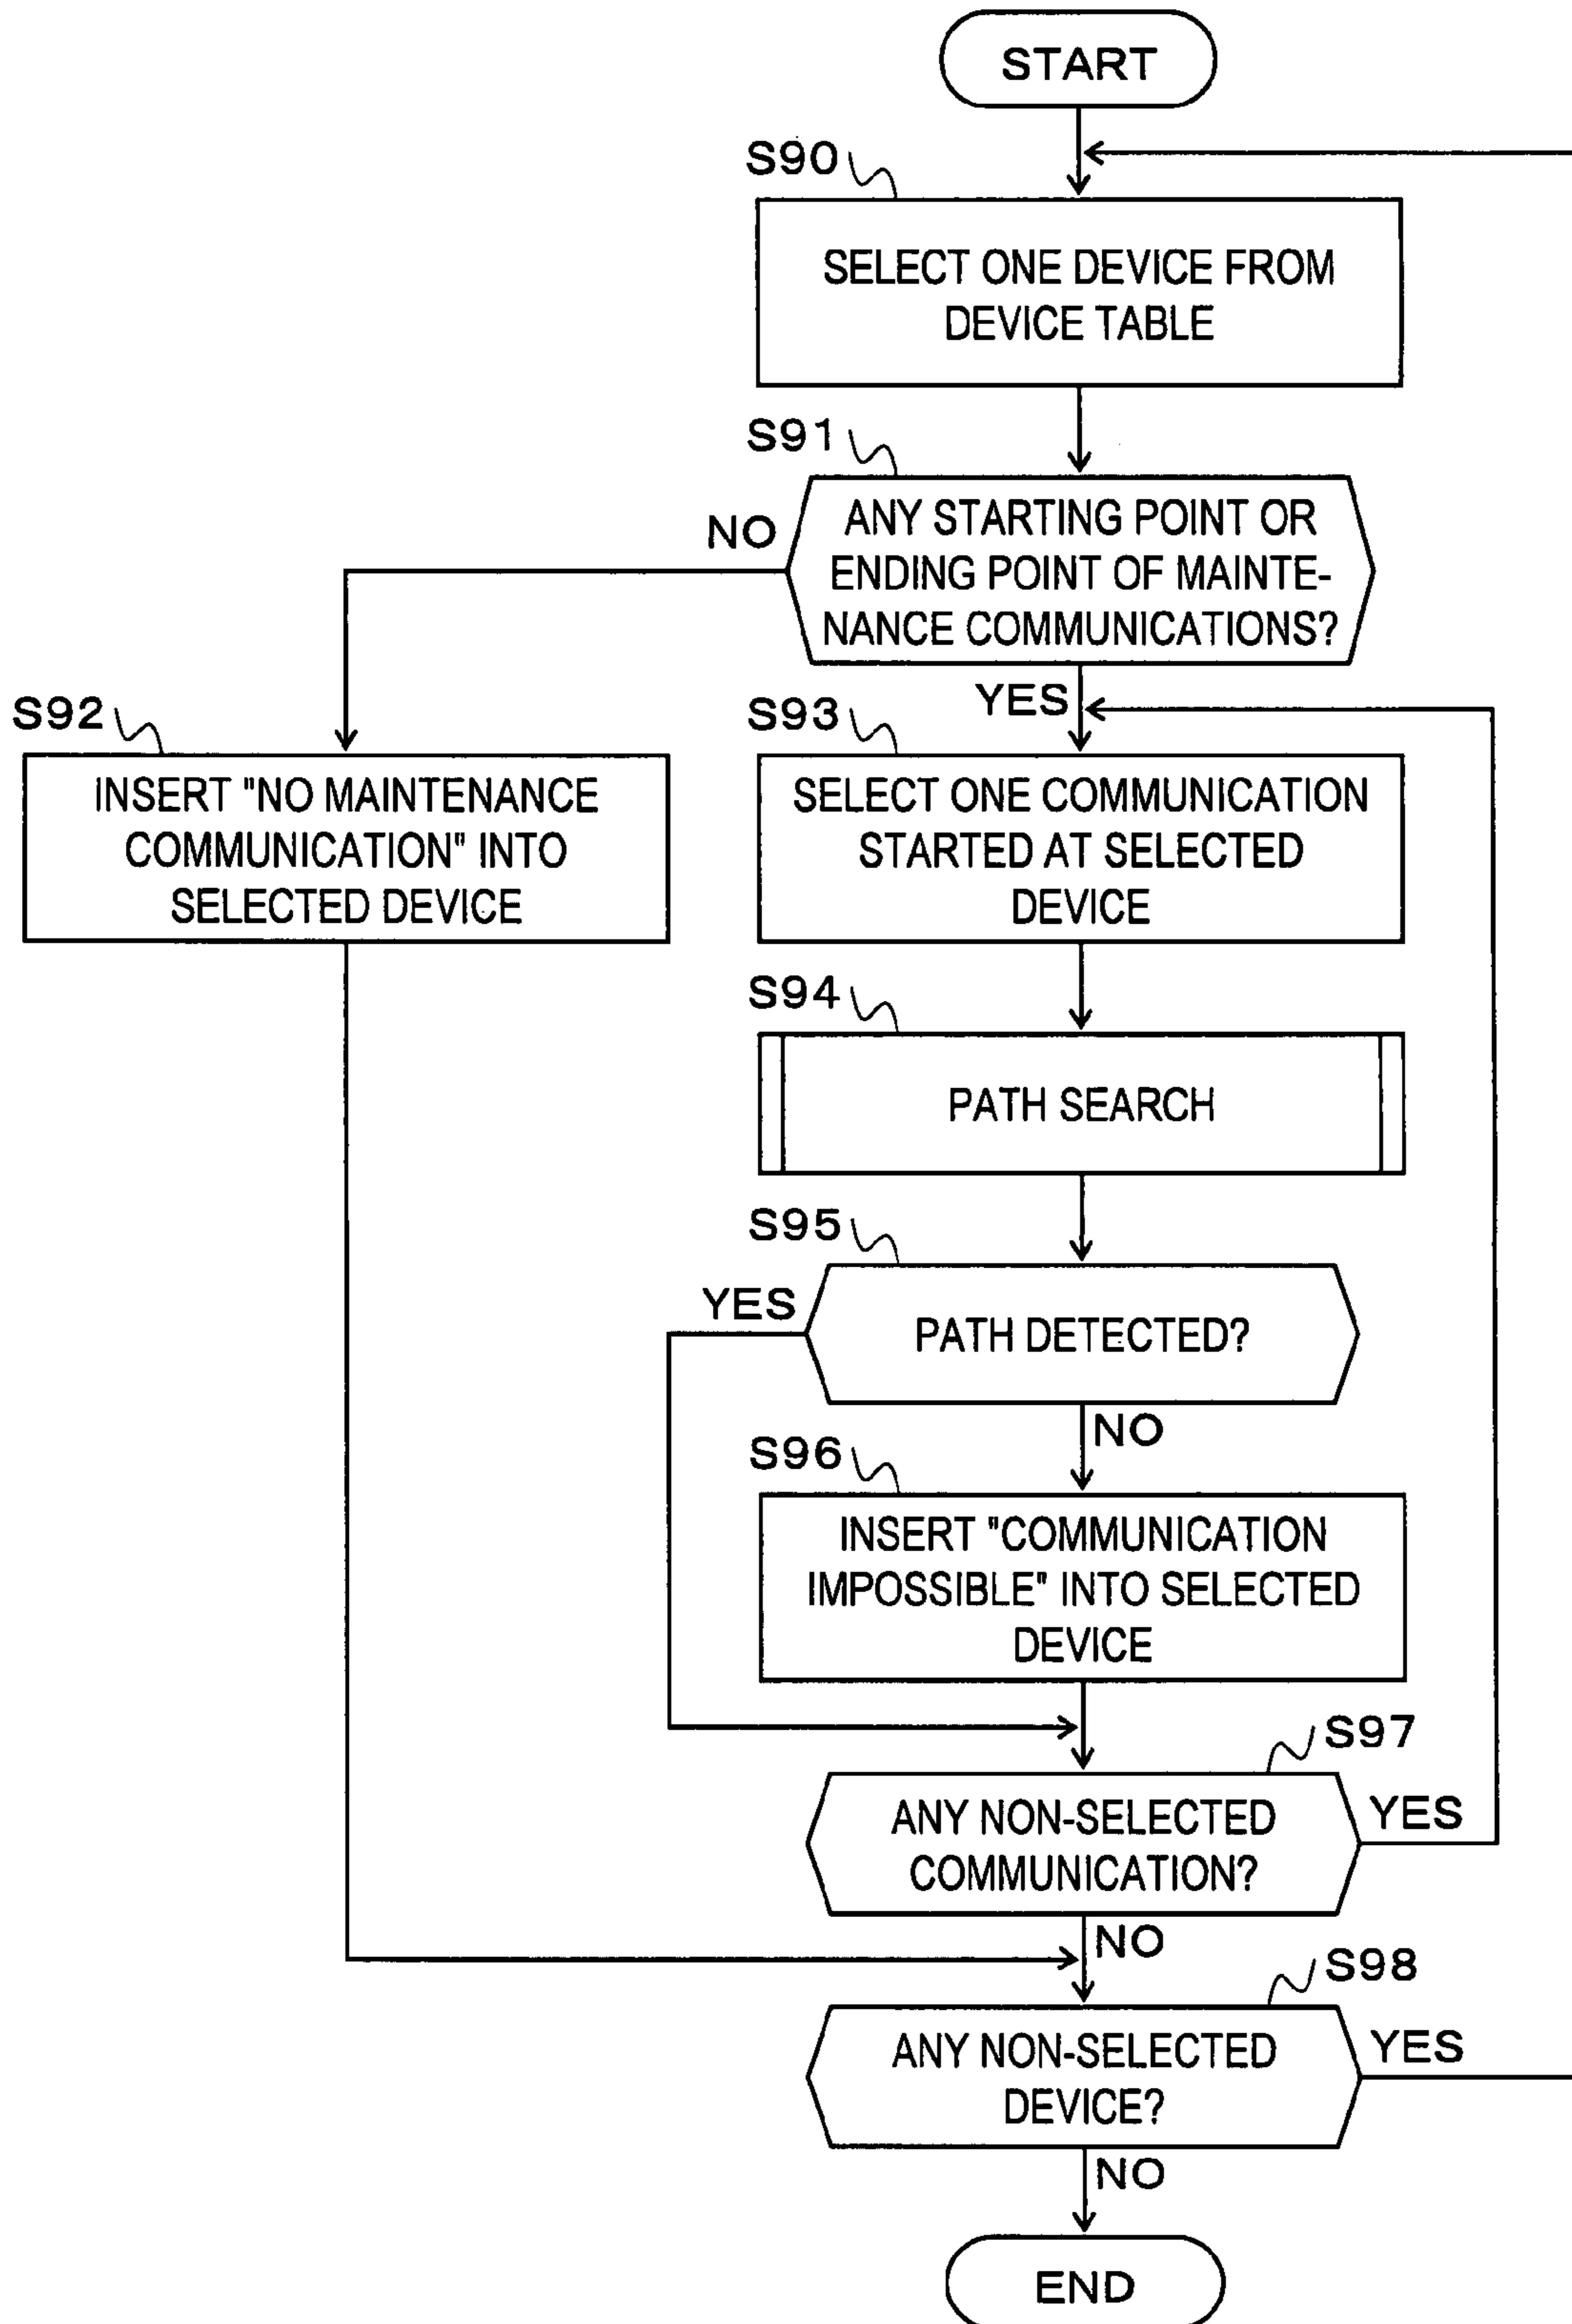 START
S90
SELECT ONE DEVICE FROM
DEVICE TABLE
S91
NO
ANY STARTING POINT OR
ENDING POINT OF MAINTE-
NANCE COMMUNICATIONS?
YES
S92
INSERT "NO MAINTENANCE
COMMUNICATION" INTO
SELECTED DEVICE
S93
SELECT ONE COMMUNICATION
STARTED AT SELECTED
DEVICE
S94
PATH SEARCH
S95
YES
PATH DETECTED?
NO
S96
INSERT "COMMUNICATION
IMPOSSIBLE" INTO SELECTED
DEVICE
S97
ANY NON-SELECTED
COMMUNICATION?
YES
NO
S98
ANY NON-SELECTED
DEVICE?
YES
NO
END